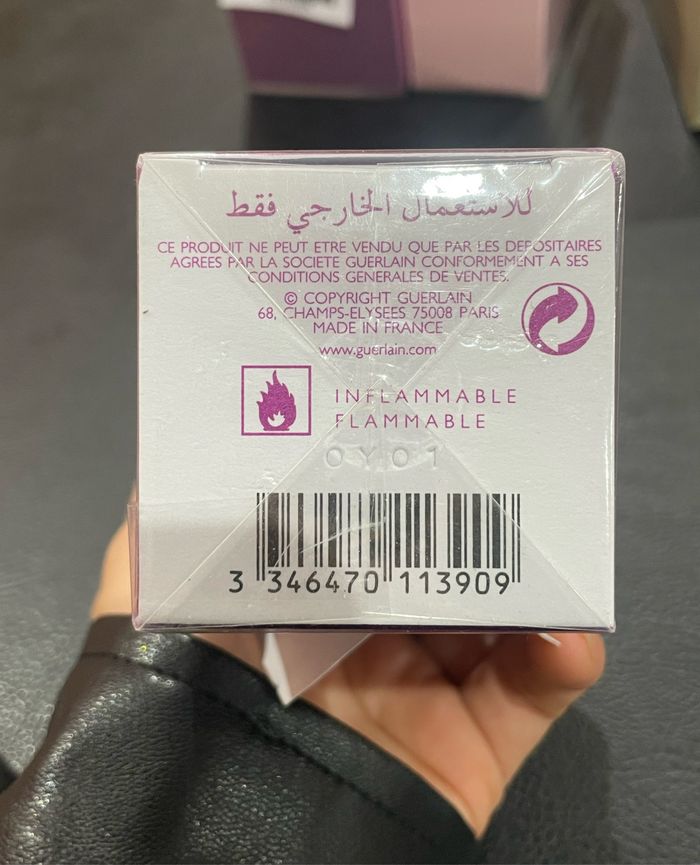 للاستعمال الخارجي فقط
CE PRODUIT NE PEUT ETRE VENDU QUE PAR LES DEPOSITAIRES
AGREES PAR LA SOCIETE GUERLAIN CONFORMEMENT A SES
CONDITIONS GENERALES DE VENTES.
© COPYRIGHT GUERLAIN
68, CHAMPS-ELYSEES 75008 PARIS
MADE IN FRANCE
www.guerlain.com
INFLAMMABLE
FLAMMABLE
0Y01
3 346470 113909